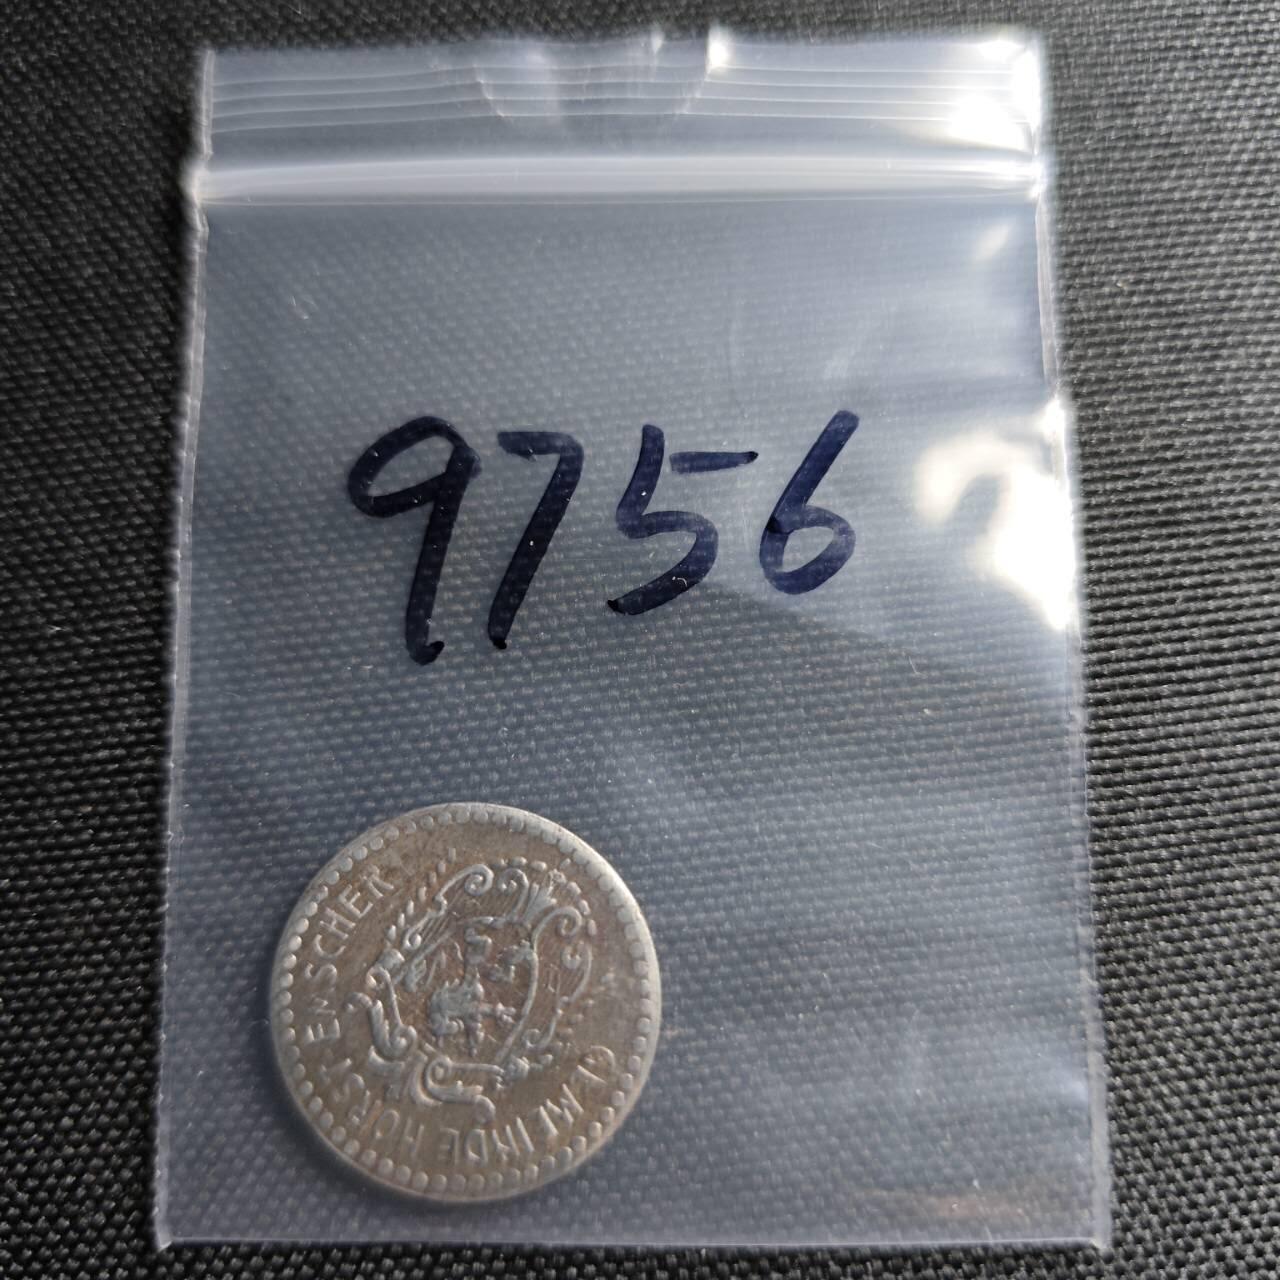 9756
GEMEINDE HORST EMSCHER